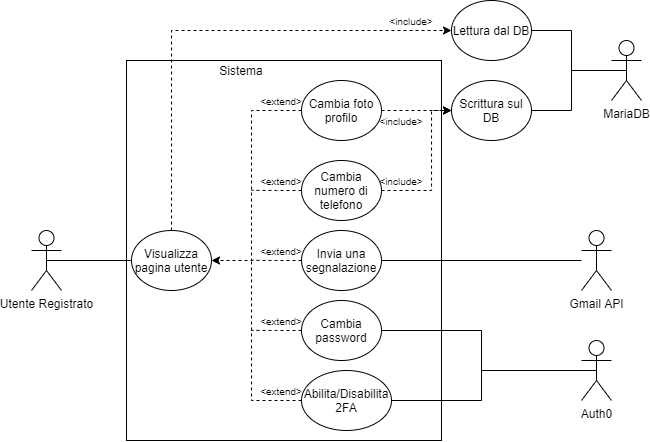 <include>
Lettura dal DB
Sistema
MariaDB
<extend>
Cambia foto
profilo
<include>
Scrittura sul
DB
<extend>
Cambia
numero di
telefono
<include>
Utente Registrato
Visualizza
pagina utente
<extend>
Invia una
segnalazione
Gmail API
<extend>
Cambia
password
<extend>
Abilita/Disabilita
2FA
Auth0